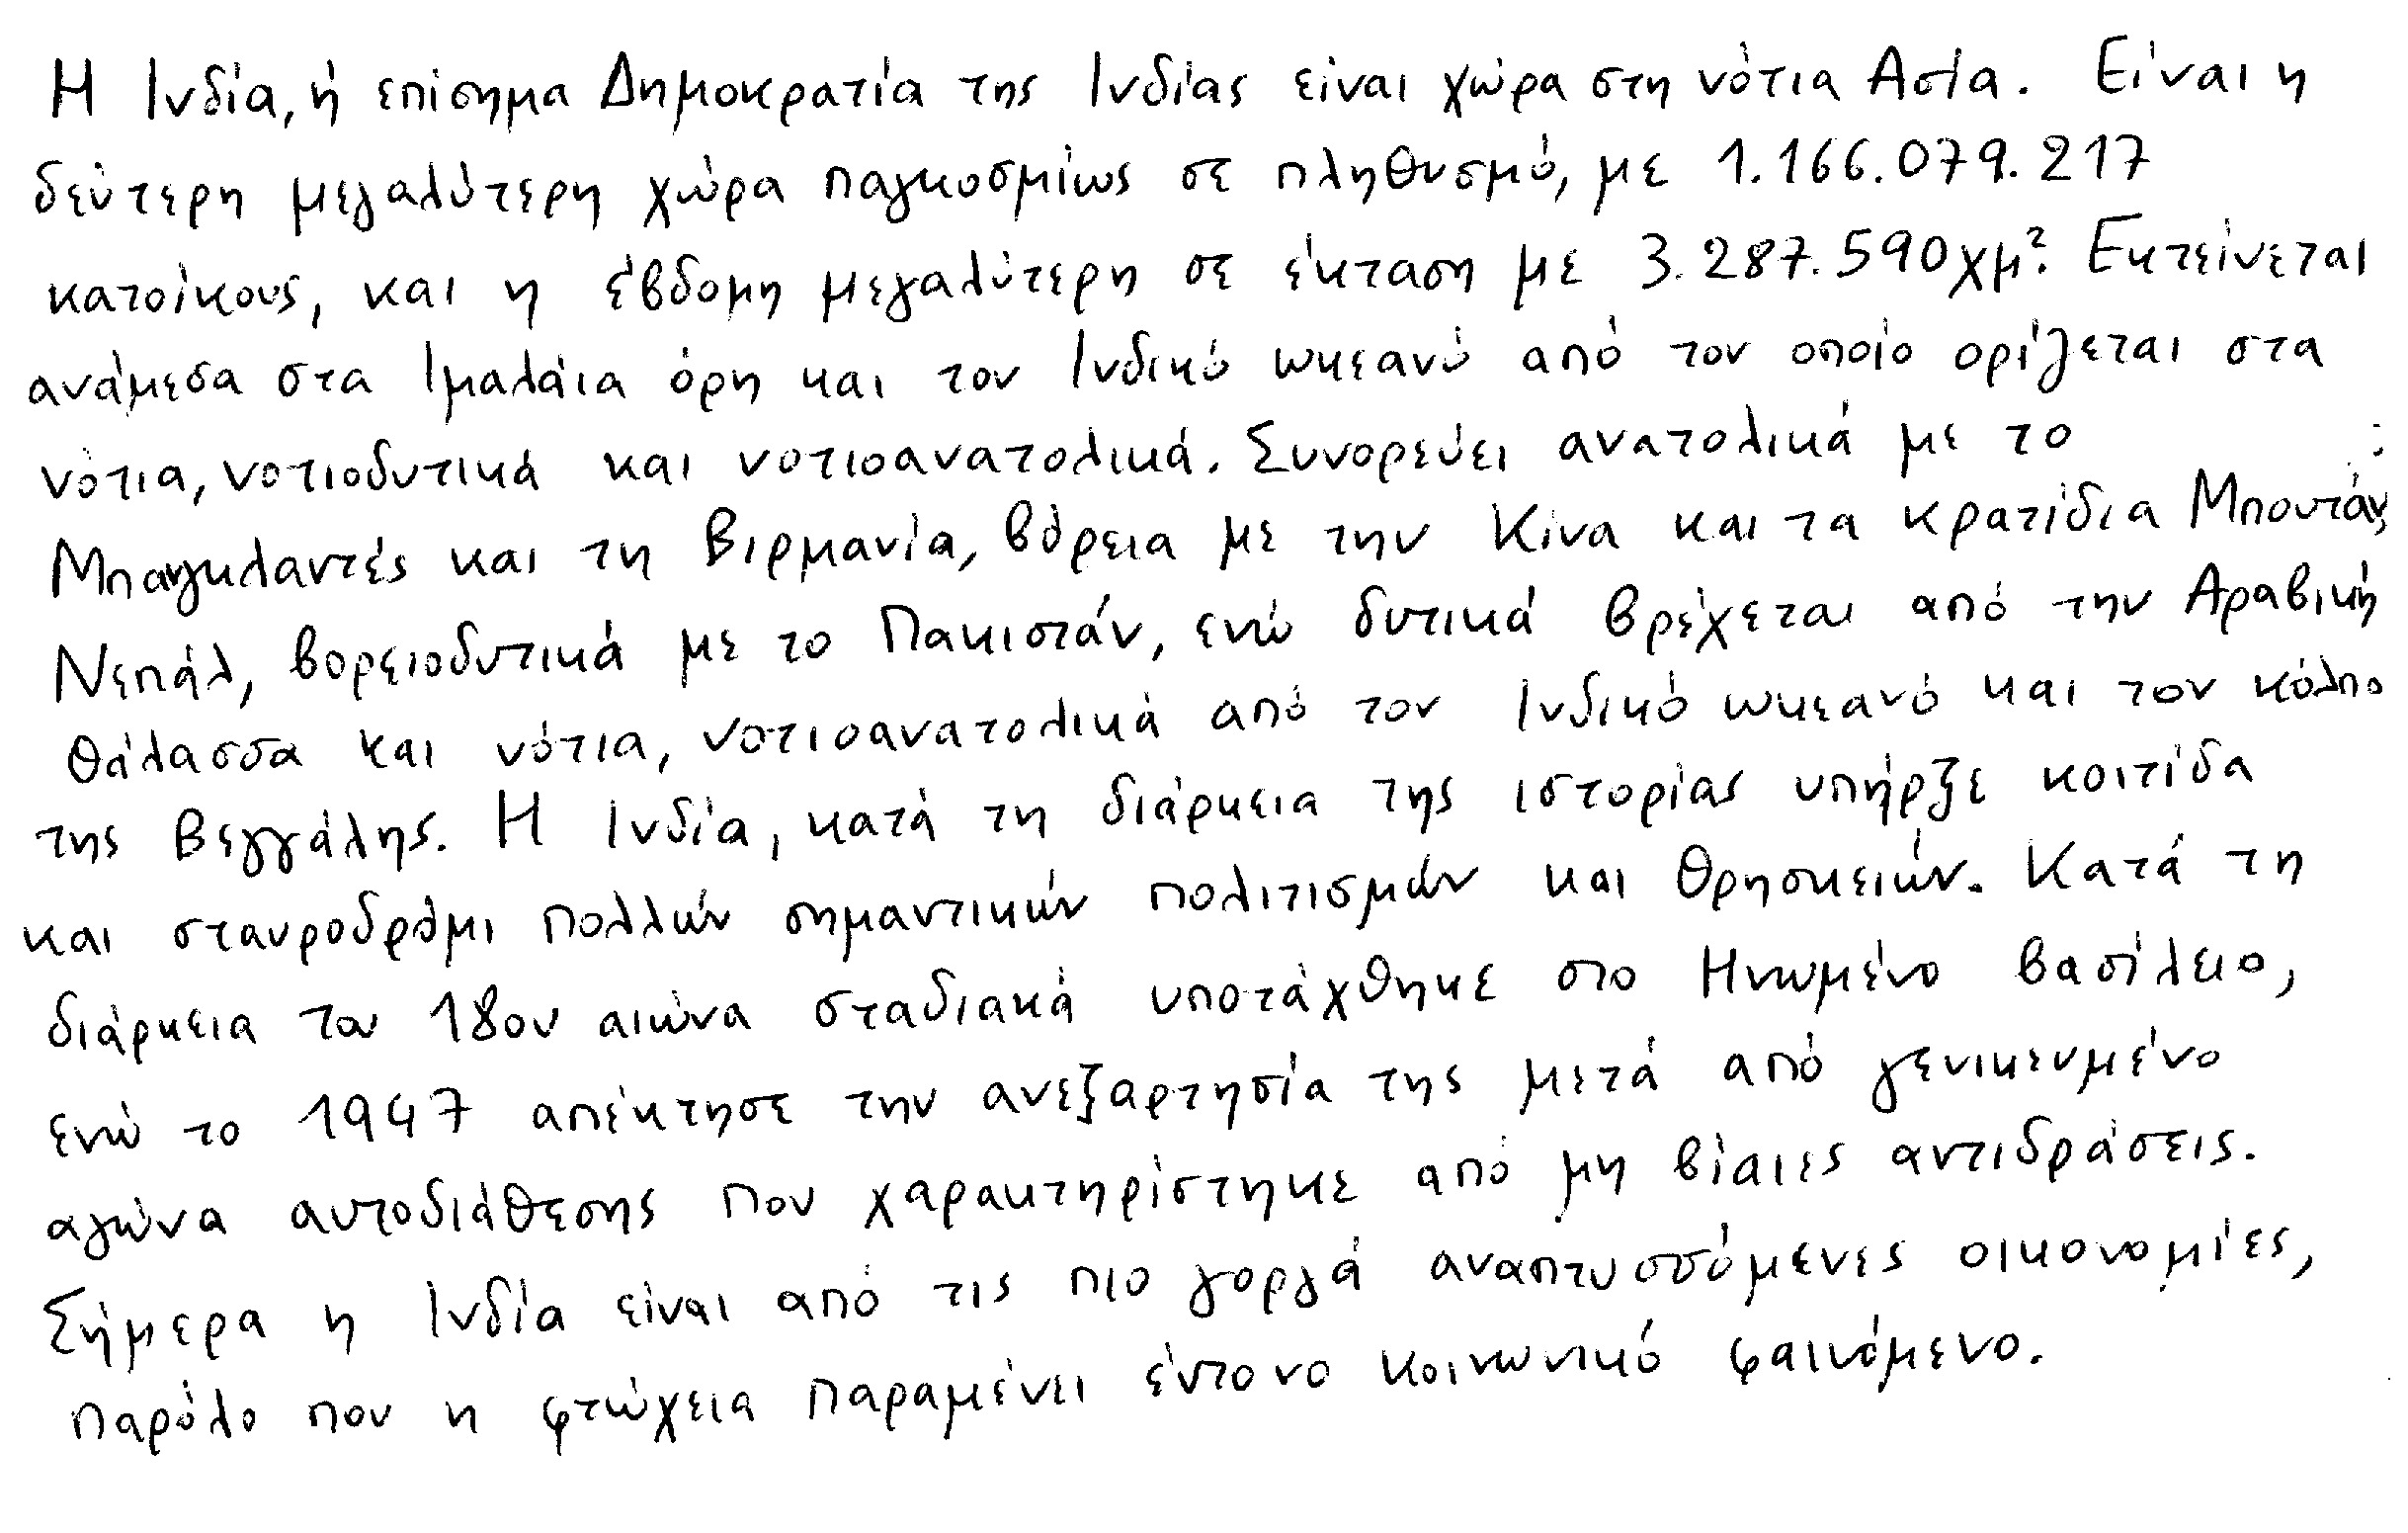 Η Ινδία, ή επίσημα Δημοκρατία της Ινδίας είναι χώρα στη νότια Ασία. Είναι η
δεύτερη μεγαλύτερη χώρα παγκοσμίως σε πληθυσμό, με 1.166.079.217
κατοίκους, και η έβδομη μεγαλύτερη σε έκταση με 3.287.590χμ². Εκτείνεται
ανάμεσα στα Ιμαλάια όρη και τον Ινδικό ωκεανό από τον οποίο ορίζεται στα
νότια, νοτιοδυτικά και νοτιοανατολικά. Συνορεύει ανατολικά με το
Μπαγκλαντές και τη Βιρμανία, βόρεια με την Κίνα και τα κρατίδια Μπουτάν,
Νεπάλ, βορειοδυτικά με το Πακιστάν, ενώ δυτικά βρέχεται από την Αραβική
θάλασσα και νότια, νοτιοανατολικά από τον Ινδικό ωκεανό και τον κόλπο
της Βεγγάλης. Η Ινδία, κατά τη διάρκεια της ιστορίας υπήρξε κοιτίδα
και σταυροδρόμι πολλών σημαντικών πολιτισμών και θρησκειών. Κατά τη
διάρκεια του 18ου αιώνα σταδιακά υποτάχθηκε στο Ηνωμένο Βασίλειο,
ενώ το 1947 απέκτησε την ανεξαρτησία της μετά από γενικευμένο
αγώνα αυτοδιάθεσης που χαρακτηρίστηκε από μη βίαιες αντιδράσεις.
Σήμερα η Ινδία είναι από τις πιο γοργά αναπτυσσόμενες οικονομίες,
παρόλο που η φτώχεια παραμένει έντονο κοινωνικό φαινόμενο.